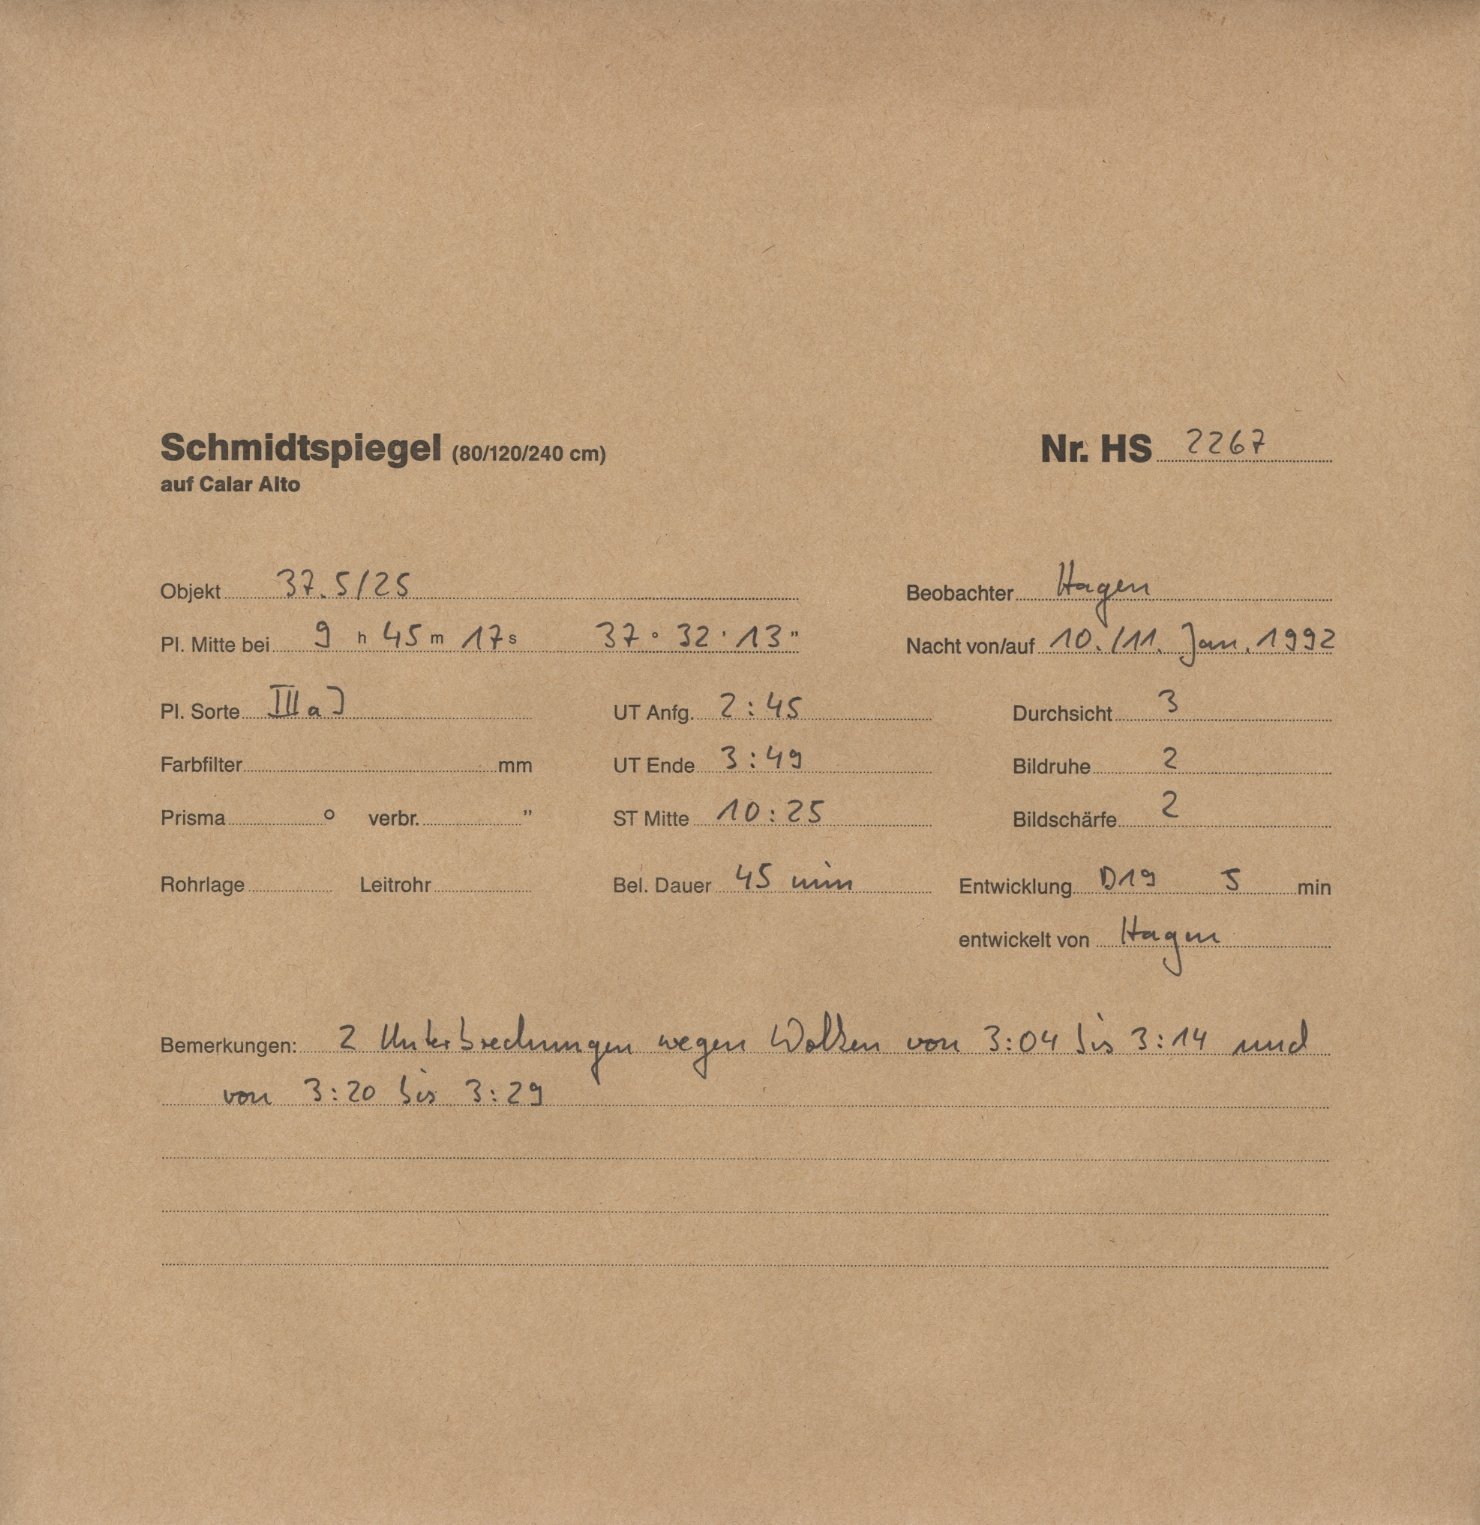 Schmidtspiegel (80/120/240 cm) Nr. HS 2267
auf Calar Alto
Objekt 37.5/25 Beobachter Hagen
Pl. Mitte bei 9 h 45 m 17 s 37 ° 32 ' 13 " Nacht von/auf 10./11. Jan. 1992
Pl. Sorte IIIaJ UT Anfg. 2:45 Durchsicht 3
Farbfilter mm UT Ende 3:49 Bildruhe 2
Prisma ° verbr. " ST Mitte 10:25 Bildschärfe 2
Rohrlage Leitrohr Bel. Dauer 45 min Entwicklung D19 5 min
entwickelt von Hagen
Bemerkungen: 2 Unterbrechungen wegen Wolken von 3:04 bis 3:14 und
von 3:20 bis 3:29